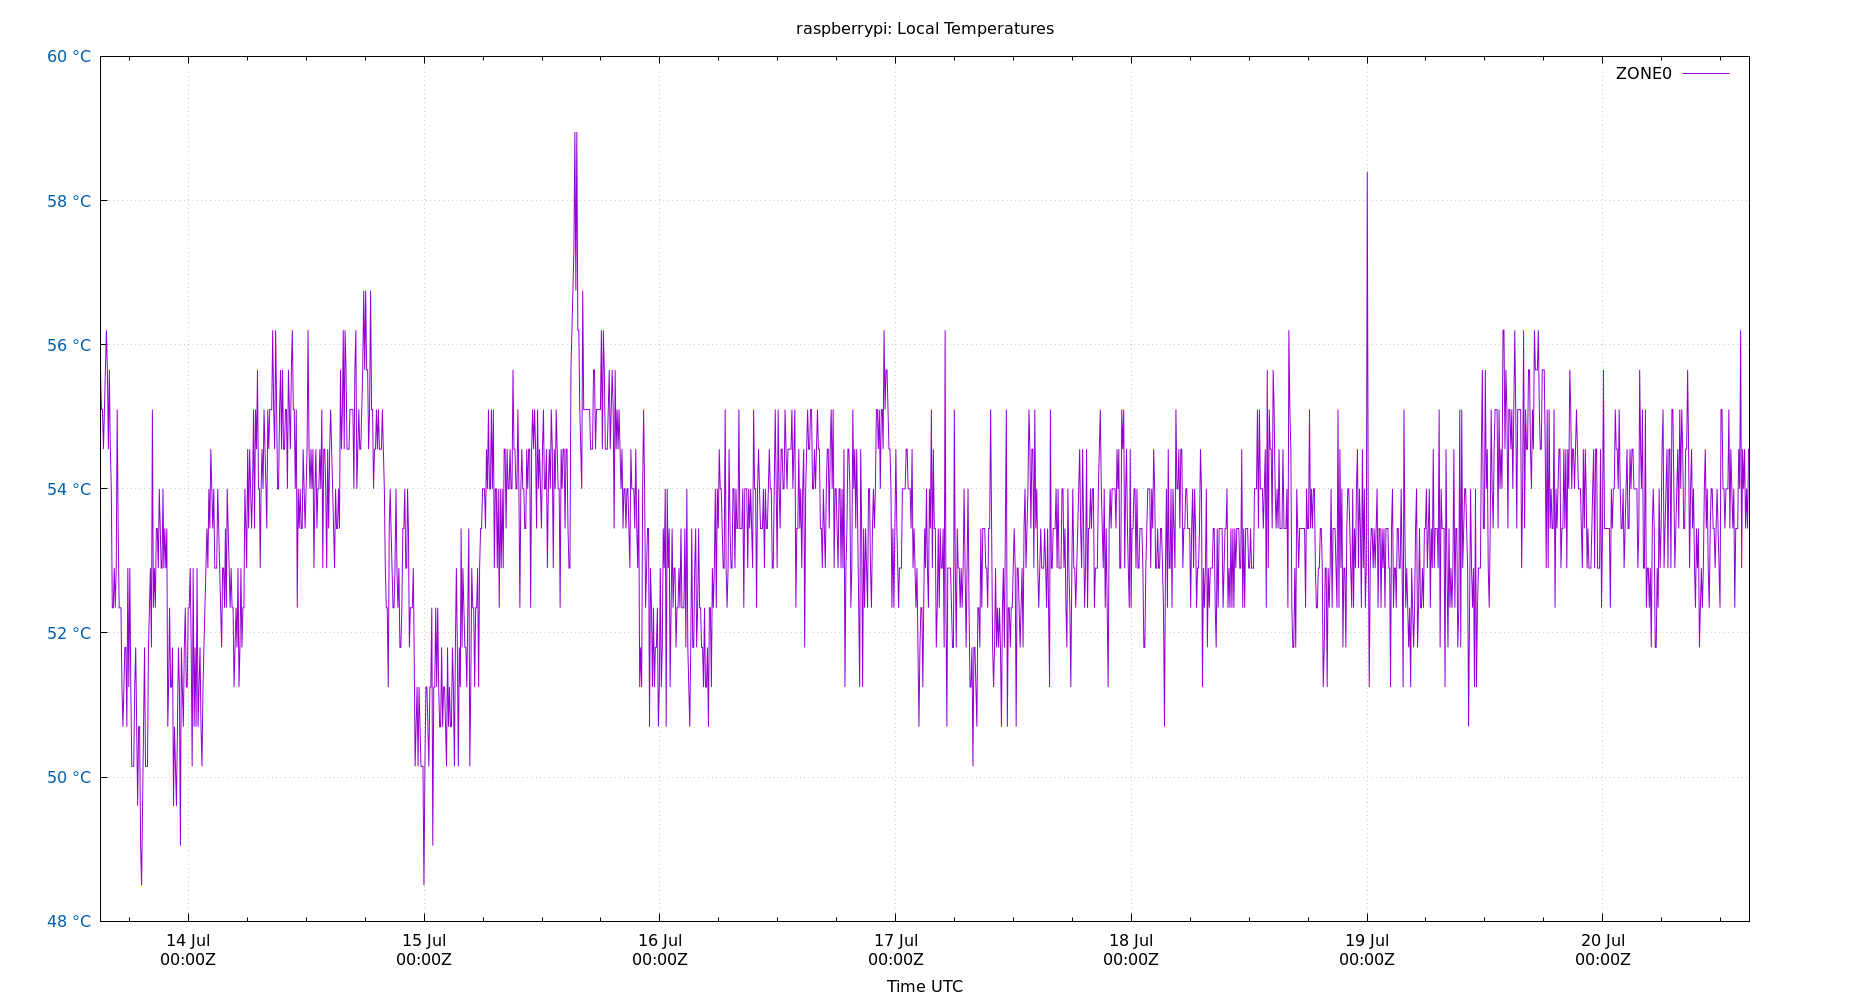 raspberrypi: Local Temperatures
60 °C
ZONE0
58 °C
56 °C
54 °C
52 °C
50 °C
48 °C
14 Jul 15 Jul 16 Jul 17 Jul 18 Jul 19 Jul 20 Jul
00:00Z 00:00Z 00:00Z 00:00Z 00:00Z 00:00Z 00:00Z
Time UTC